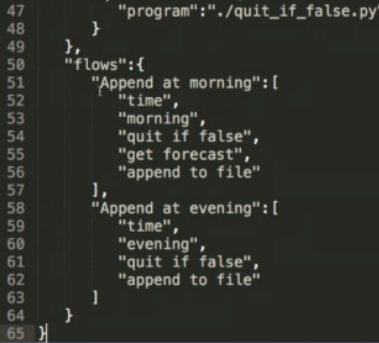 47 "program":"./quit_if_false.py"
48 }
49 },
50 "flows":{
51 "Append at morning":[
52 "time",
53 "morning",
54 "quit if false",
55 "get forecast",
56 "append to file"
57 ],
58 "Append at evening":[
59 "time",
60 "evening",
61 "quit if false",
62 "append to file"
63 ]
64 }
65 }